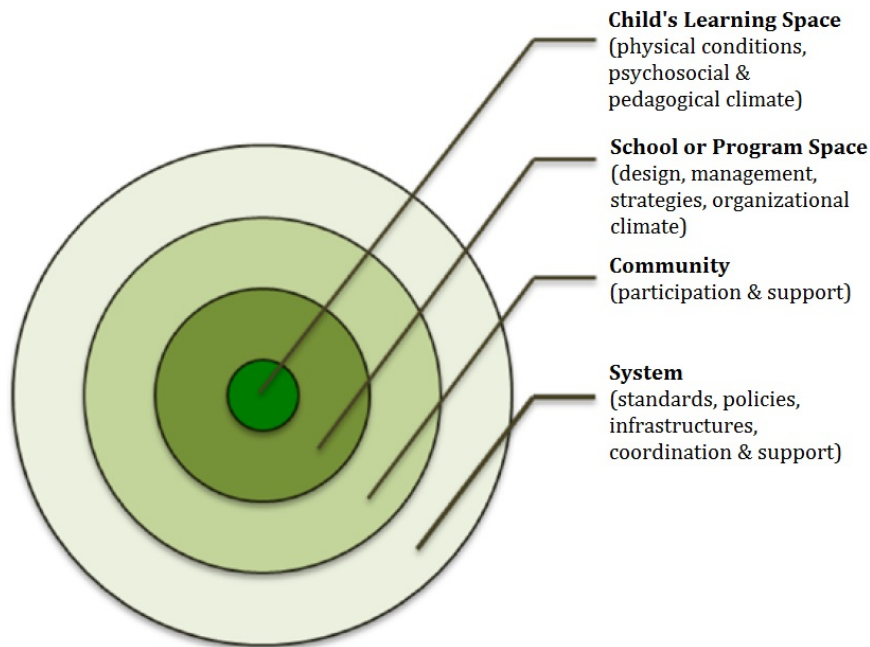 Child's Learning Space
(physical conditions,
psychosocial &
pedagogical climate)
School or Program Space
(design, management,
strategies, organizational
climate)
Community
(participation & support)
System
(standards, policies,
infrastructures,
coordination & support)